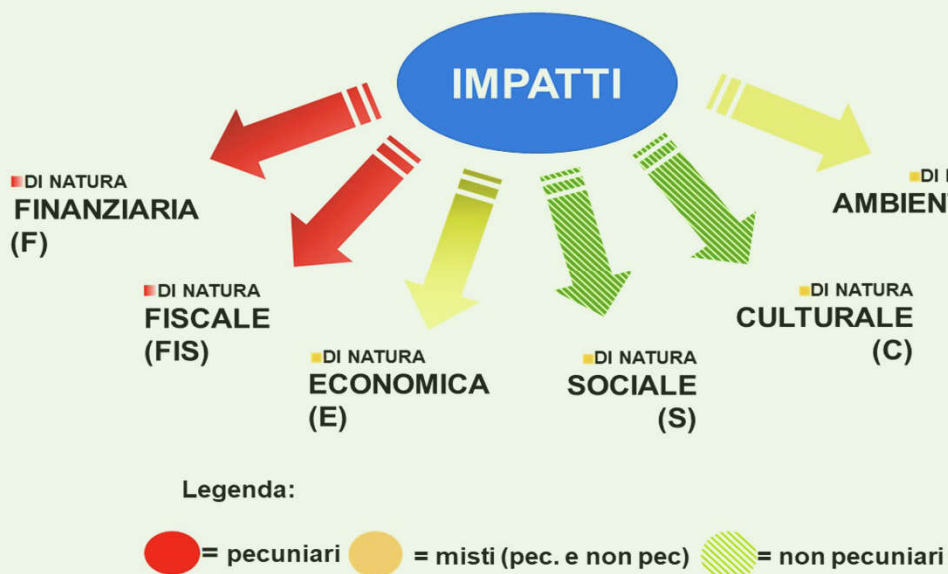 IMPATTI
DI NATURA
FINANZIARIA
(F)
DI NATURA
FISCALE
(FIS)
DI NATURA
ECONOMICA
(E)
DI NATURA
SOCIALE
(S)
DI NATURA
CULTURALE
(C)
DI
Legenda:
= pecuniari
= misti (pec. e non pec)
= non pecuniari